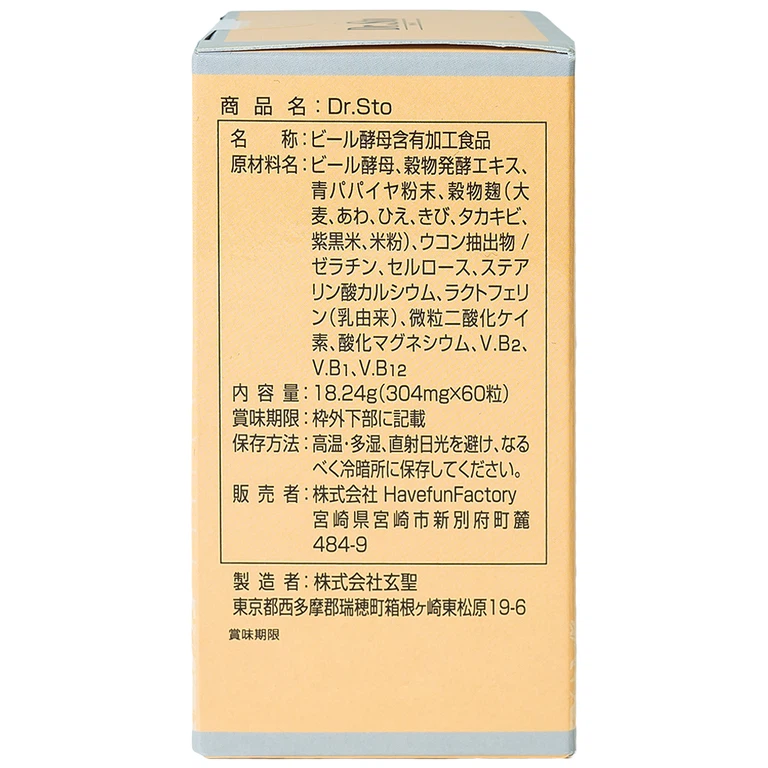 Dr.Sto
商品名:Dr.Sto
名称:ビール酵母含有加工食品
原材料名:ビール酵母、穀物発酵エキス、
青パパイヤ粉末、穀物麹(大
麦、あわ、ひえ、きび、タカキビ、
紫黒米、米粉)、ウコン抽出物/
ゼラチン、セルロース、ステア
リン酸カルシウム、ラクトフェリ
ン(乳由来)、微粒二酸化ケイ
素、酸化マグネシウム、V.B2、
V.B1、V.B12
内容量:18.24g(304mg×60粒)
賞味期限:枠外下部に記載
保存方法:高温・多湿、直射日光を避け、なる
べく冷暗所に保存してください。
販売者:株式会社 HavefunFactory
宮崎県宮崎市新別府町麓
484-9
製造者:株式会社玄聖
東京都西多摩郡瑞穂町箱根ヶ崎東松原19-6
賞味期限